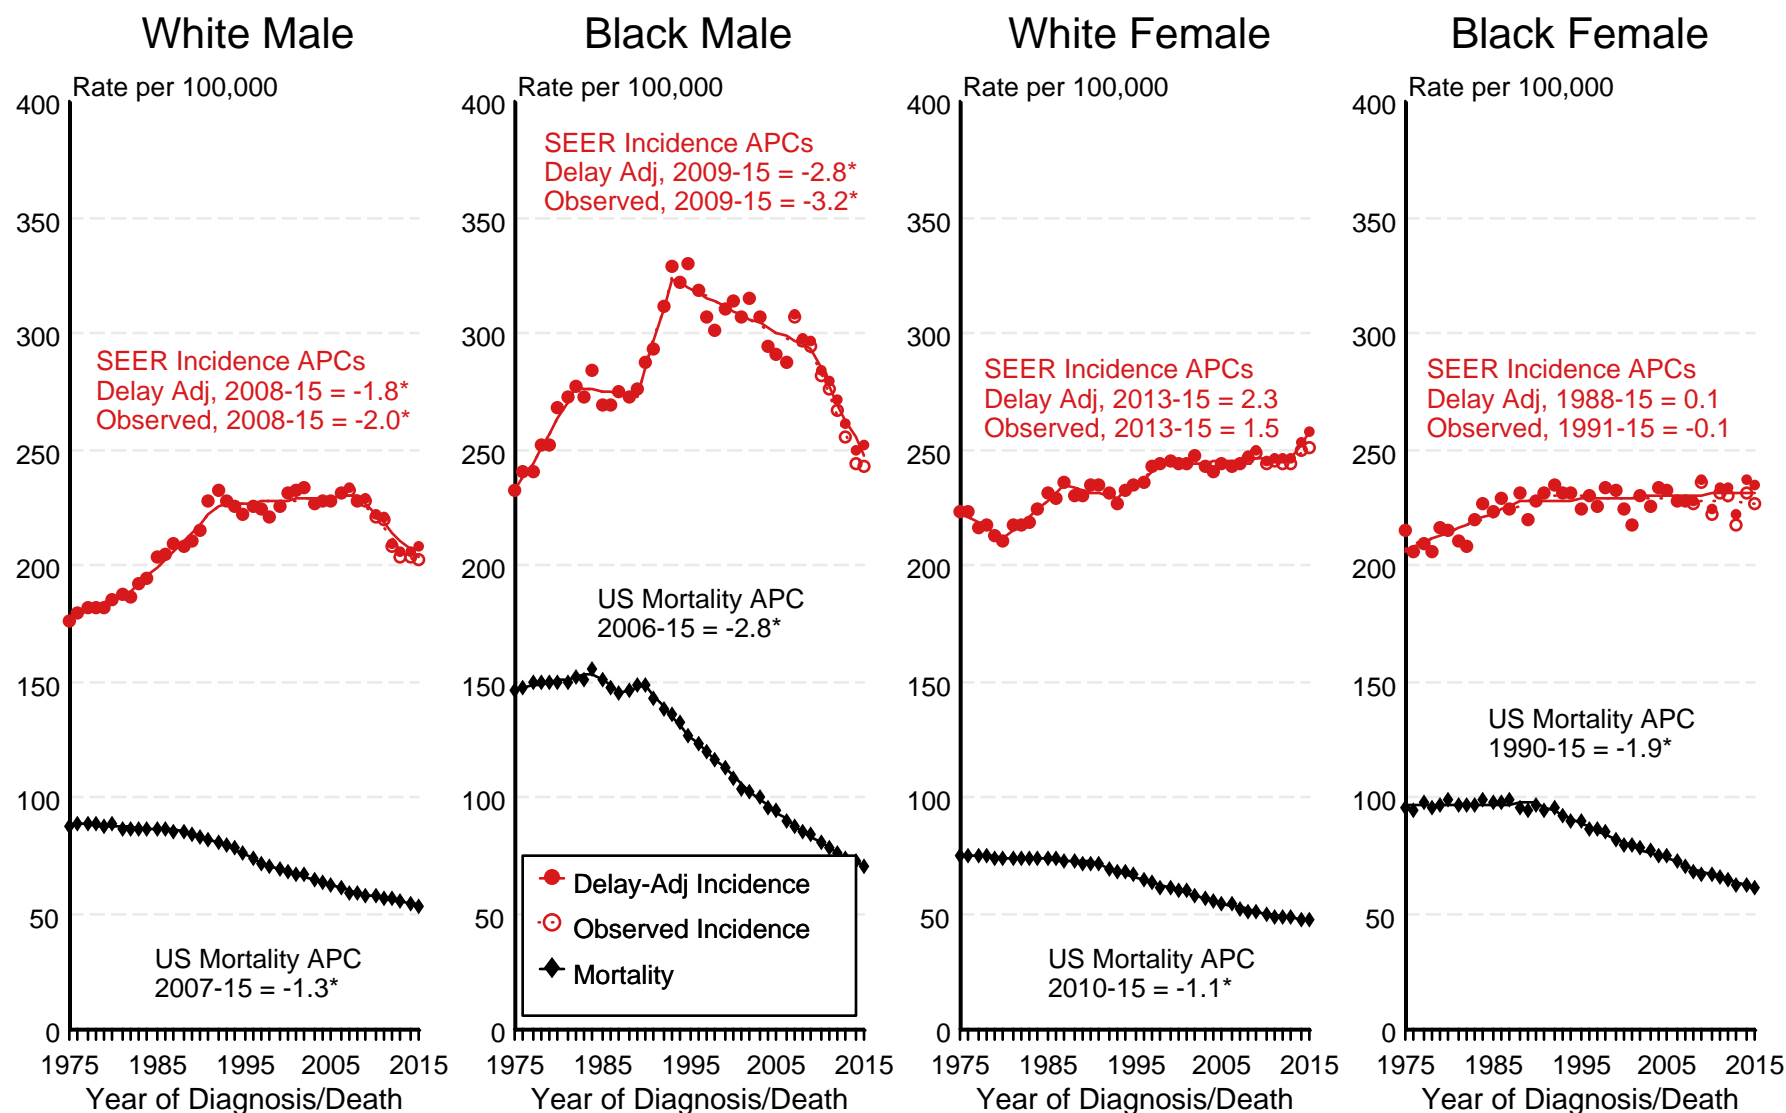 White Male
Rate per 100,000
400
350
300
250
200
150
100
50
0
SEER Incidence APCs
Delay Adj, 2008-15 = -1.8*
Observed, 2008-15 = -2.0*
US Mortality APC
2007-15 = -1.3*
1975 1985 1995 2005 2015
Year of Diagnosis/Death
Black Male
Rate per 100,000
400
350
300
250
200
150
100
50
0
SEER Incidence APCs
Delay Adj, 2009-15 = -2.8*
Observed, 2009-15 = -3.2*
US Mortality APC
2006-15 = -2.8*
Delay-Adj Incidence
Observed Incidence
Mortality
1975 1985 1995 2005 2015
Year of Diagnosis/Death
White Female
Rate per 100,000
400
350
300
250
200
150
100
50
0
SEER Incidence APCs
Delay Adj, 2013-15 = 2.3
Observed, 2013-15 = 1.5
US Mortality APC
2010-15 = -1.1*
1975 1985 1995 2005 2015
Year of Diagnosis/Death
Black Female
Rate per 100,000
400
350
300
250
200
150
100
50
0
SEER Incidence APCs
Delay Adj, 1988-15 = 0.1
Observed, 1991-15 = -0.1
US Mortality APC
1990-15 = -1.9*
1975 1985 1995 2005 2015
Year of Diagnosis/Death